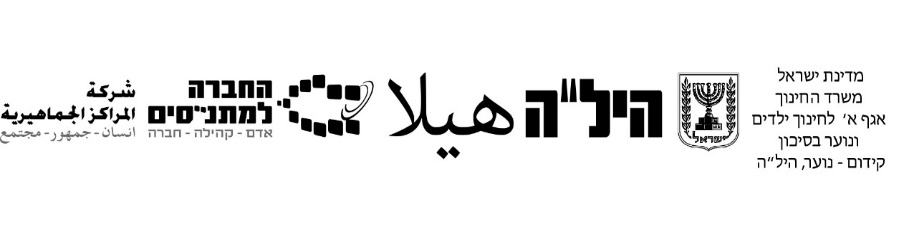 מדינת ישראל
משרד החינוך
אגף א׳ לחינוך ילדים
ונוער בסיכון
קידום - נוער, היל״ה
ישראל
היל״ה
هيلا
החברה
למתנ״סים
אדם - קהילה - חברה
شركة
المراكز الجماهيرية
انسان - جمهور - مجتمع